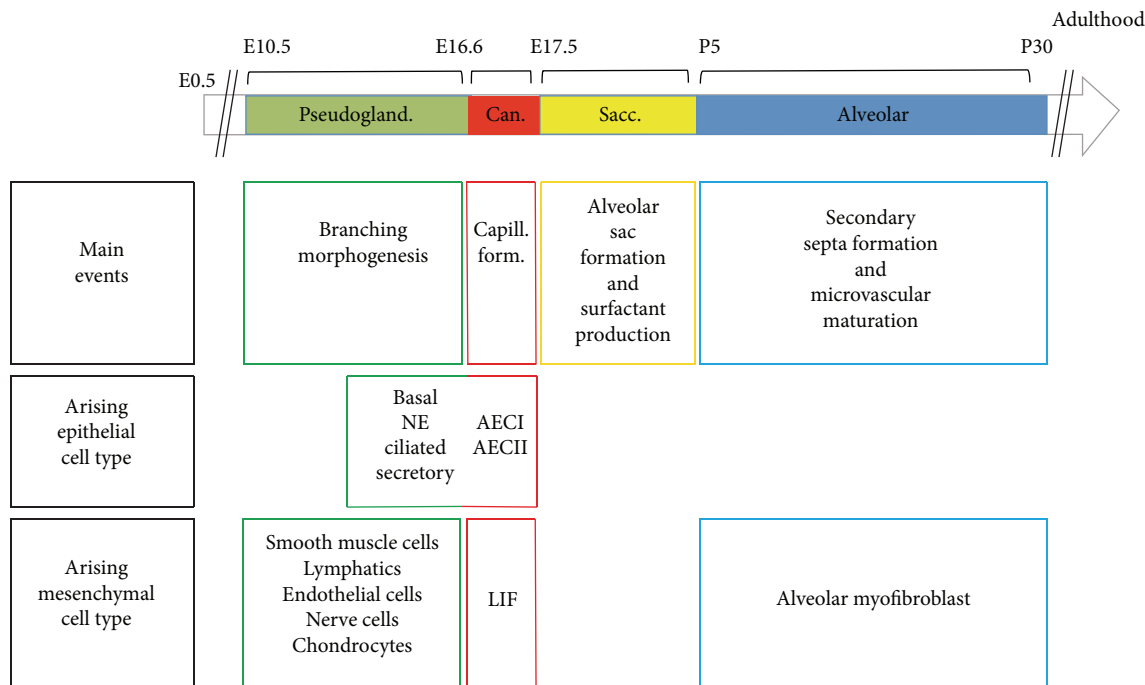 Adulthood
E10.5
E16.6
E17.5
P5
P30
E0.5
Pseudogland.
Can.
Sacc.
Alveolar
Main
events
Branching
morphogenesis
Capill.
form.
Alveolar
sac
formation
and
surfactant
production
Secondary
septa formation
and
microvascular
maturation
Arising
epithelial
cell type
Basal
NE
ciliated
secretory
AECI
AECII
Arising
mesenchymal
cell type
Smooth muscle cells
Lymphatics
Endothelial cells
Nerve cells
Chondrocytes
LIF
Alveolar myofibroblast